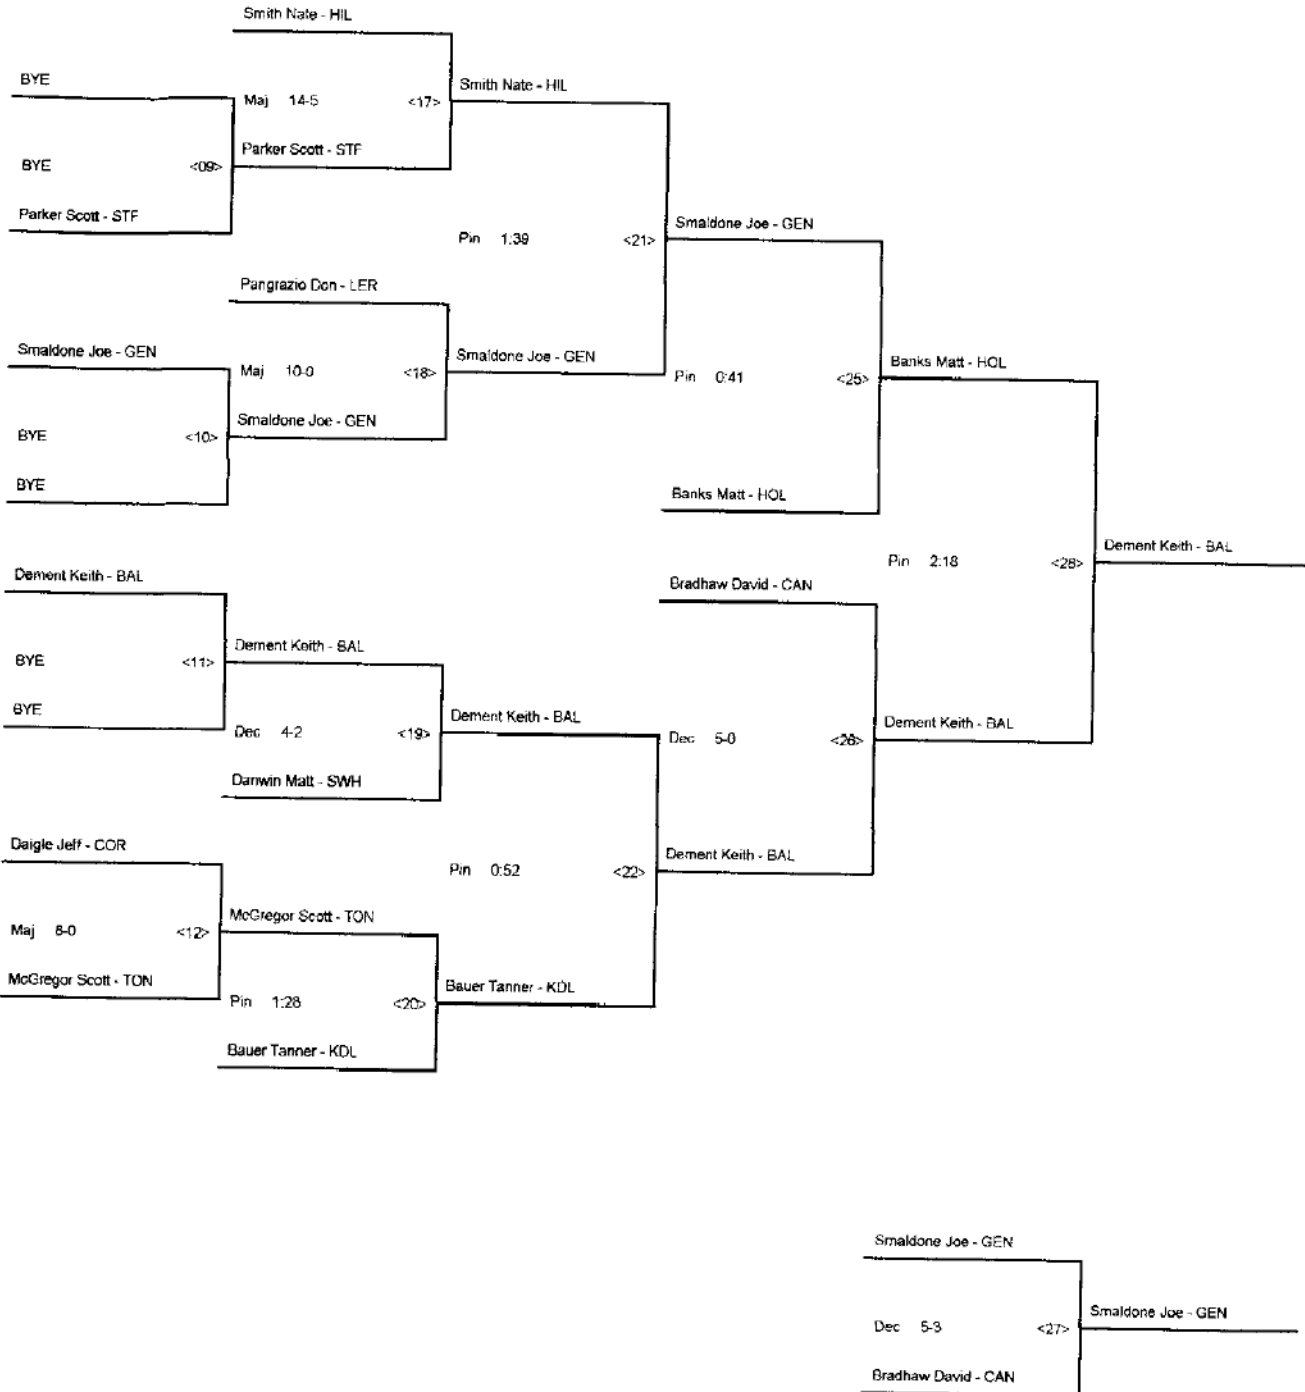 Smith Nate - HIL
BYE
Smith Nate - HIL
Maj 14-5 <17>
Parker Scott - STF
BYE <09>
Parker Scott - STF
Smaldone Joe - GEN
Pin 1:39 <21>
Pangrazio Don - LER
Smaldone Joe - GEN
Smaldone Joe - GEN
Maj 10-0 <18>
Banks Matt - HOL
Pin 0:41 <25>
Smaldone Joe - GEN
BYE <10>
BYE
Banks Matt - HOL
Dement Keith - BAL
Pin 2:18 <28>
Dement Keith - BAL
Bradhaw David - CAN
Dement Keith - BAL
BYE <11>
BYE
Dement Keith - BAL
Dement Keith - BAL
Dec 4-2 <19>
Dec 5-0 <26>
Danwin Matt - SWH
Daigle Jeff - COR
Dement Keith - BAL
Pin 0:52 <22>
McGregor Scott - TON
Maj 8-0 <12>
McGregor Scott - TON
Bauer Tanner - KDL
Pin 1:28 <20>
Bauer Tanner - KDL
Smaldone Joe - GEN
Smaldone Joe - GEN
Dec 5-3 <27>
Bradhaw David - CAN